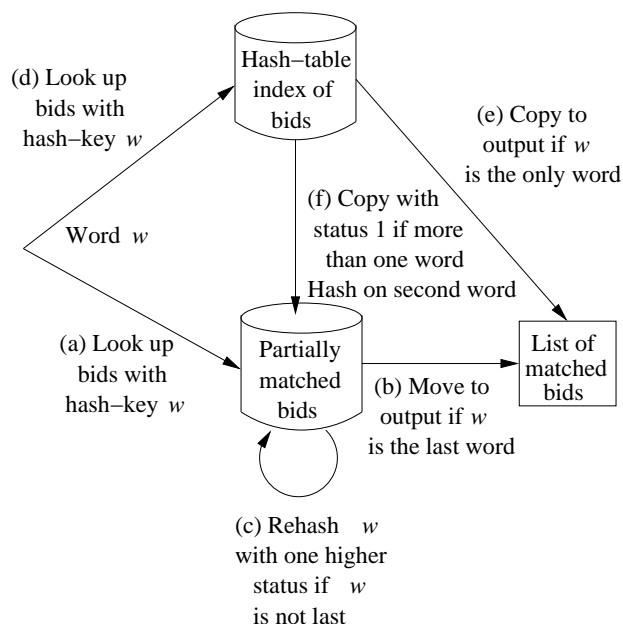 (d) Look up
bids with
hash−key w
Hash−table
index of
bids
(e) Copy to
output if w
is the only word
Word w
(f) Copy with
status 1 if more
than one word
Hash on second word
(a) Look up
bids with
hash−key w
Partially
matched
bids
(b) Move to
output if w
is the last word
List of
matched
bids
(c) Rehash w
with one higher
status if w
is not last